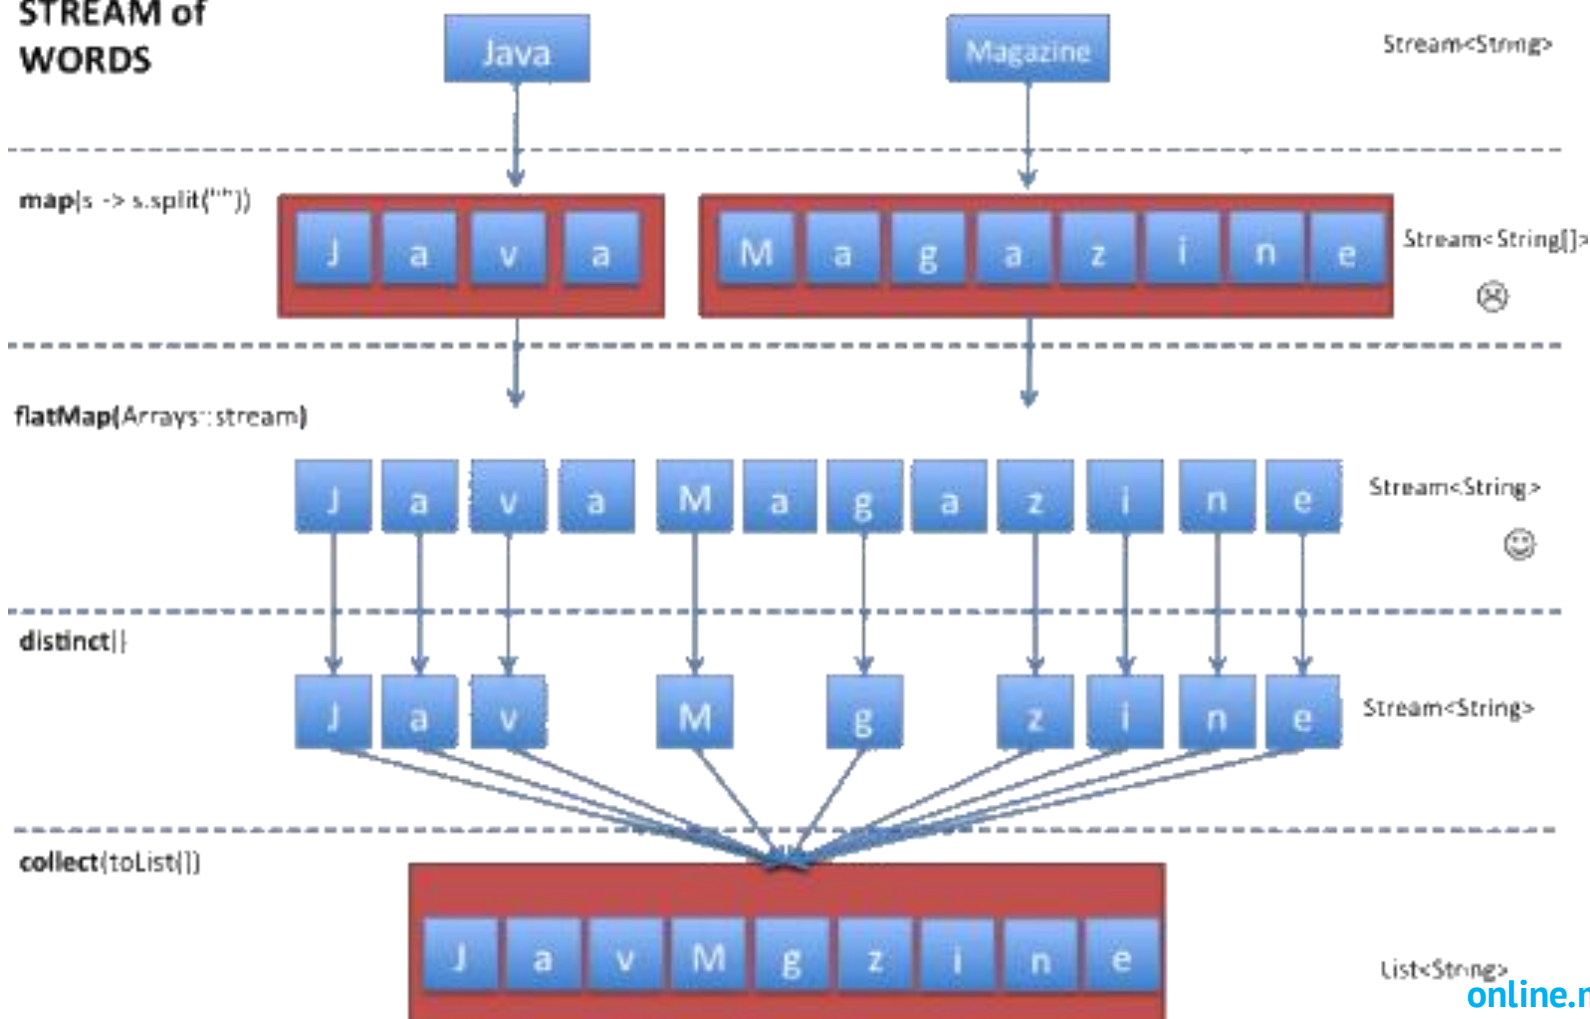 STREAM of
WORDS
Java
Magazine
Stream<String>
map(s -> s.split(""))
J a v a
M a g a z i n e
Stream<String[]>
flatMap(Arrays::stream)
J a v a M a g a z i n e
Stream<String>
distinct()
J a v M g z i n e
Stream<String>
collect(toList())
J a v M g z i n e
List<String>
online.